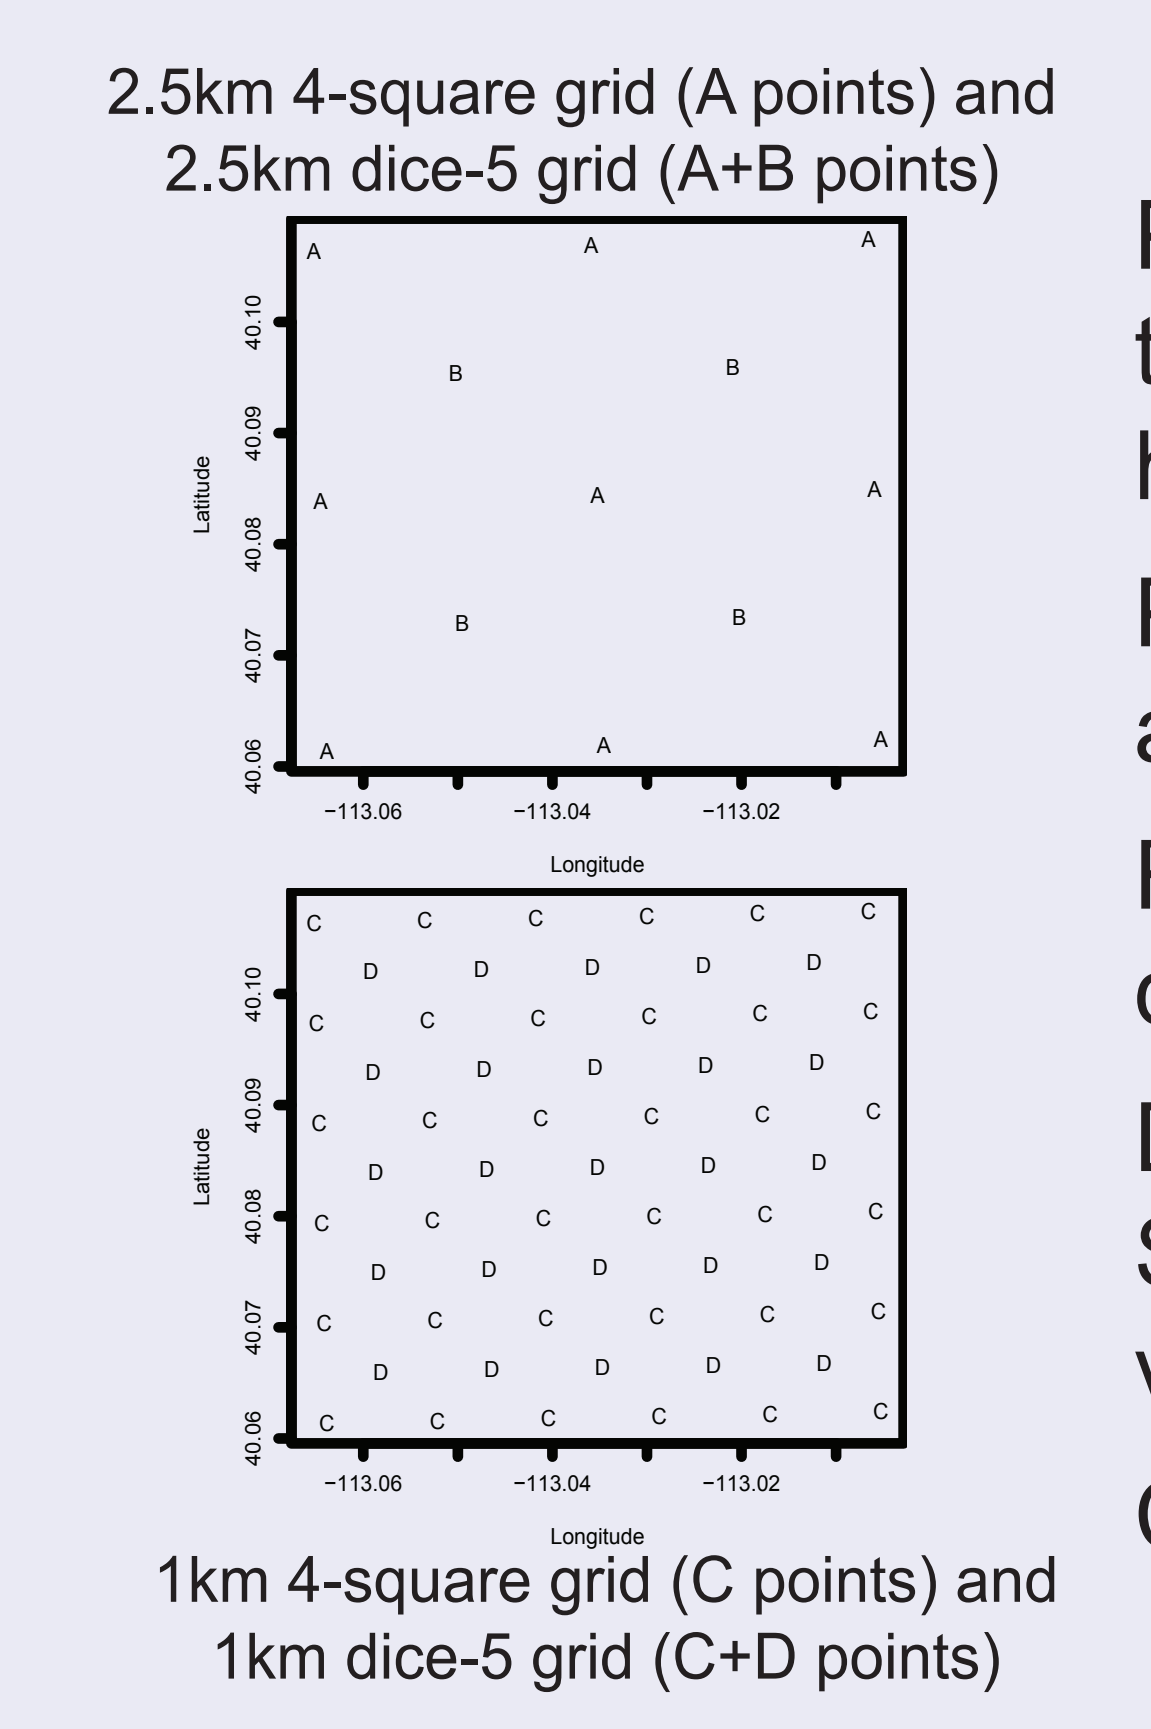 2.5km 4-square grid (A points) and
2.5km dice-5 grid (A+B points)
A A A
B B
A A A
B B
A A A
40.10
40.09
40.08
40.07
40.06
Latitude
−113.06 −113.04 −113.02
Longitude
C C C C C C
D D D D D
C C C C C C
D D D D D
C C C C C C
D D D D D
C C C C C C
D D D D D
C C C C C C
D D D D D
C C C C C C
40.10
40.09
40.08
40.07
40.06
Latitude
−113.06 −113.04 −113.02
Longitude
1km 4-square grid (C points) and
1km dice-5 grid (C+D points)